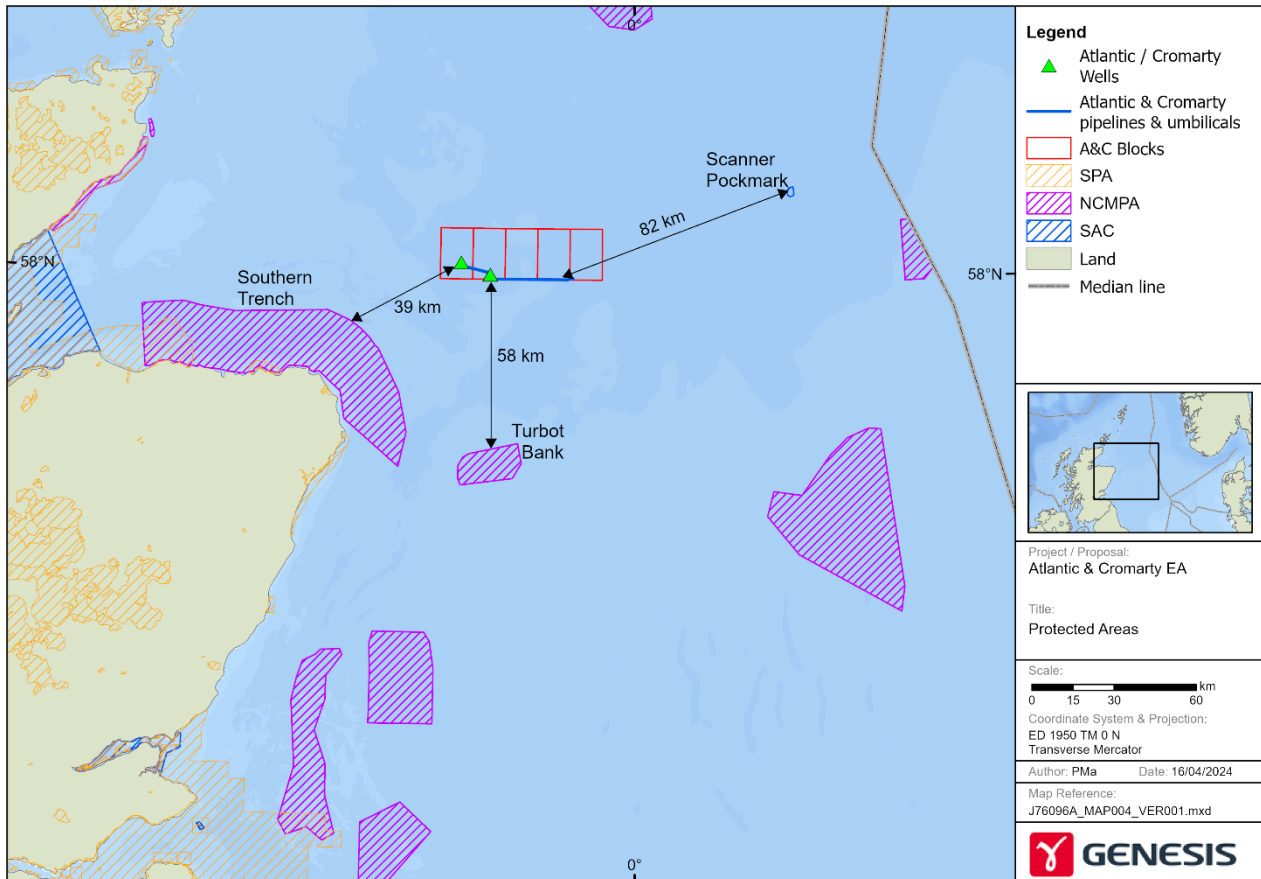 0°
58°N
Scanner
Pockmark
82 km
58°N
Southern
Trench
39 km
58 km
Turbot
Bank
0°
Legend
Atlantic / Cromarty
Wells
Atlantic & Cromarty
pipelines & umbilicals
A&C Blocks
SPA
NCMPA
SAC
Land
Median line
Project / Proposal:
Atlantic & Cromarty EA
Title:
Protected Areas
Scale:
km
0 15 30 60
Coordinate System & Projection:
ED 1950 TM 0 N
Transverse Mercator
Author: PMa Date: 16/04/2024
Map Reference:
J76096A_MAP004_VER001.mxd
GENESIS